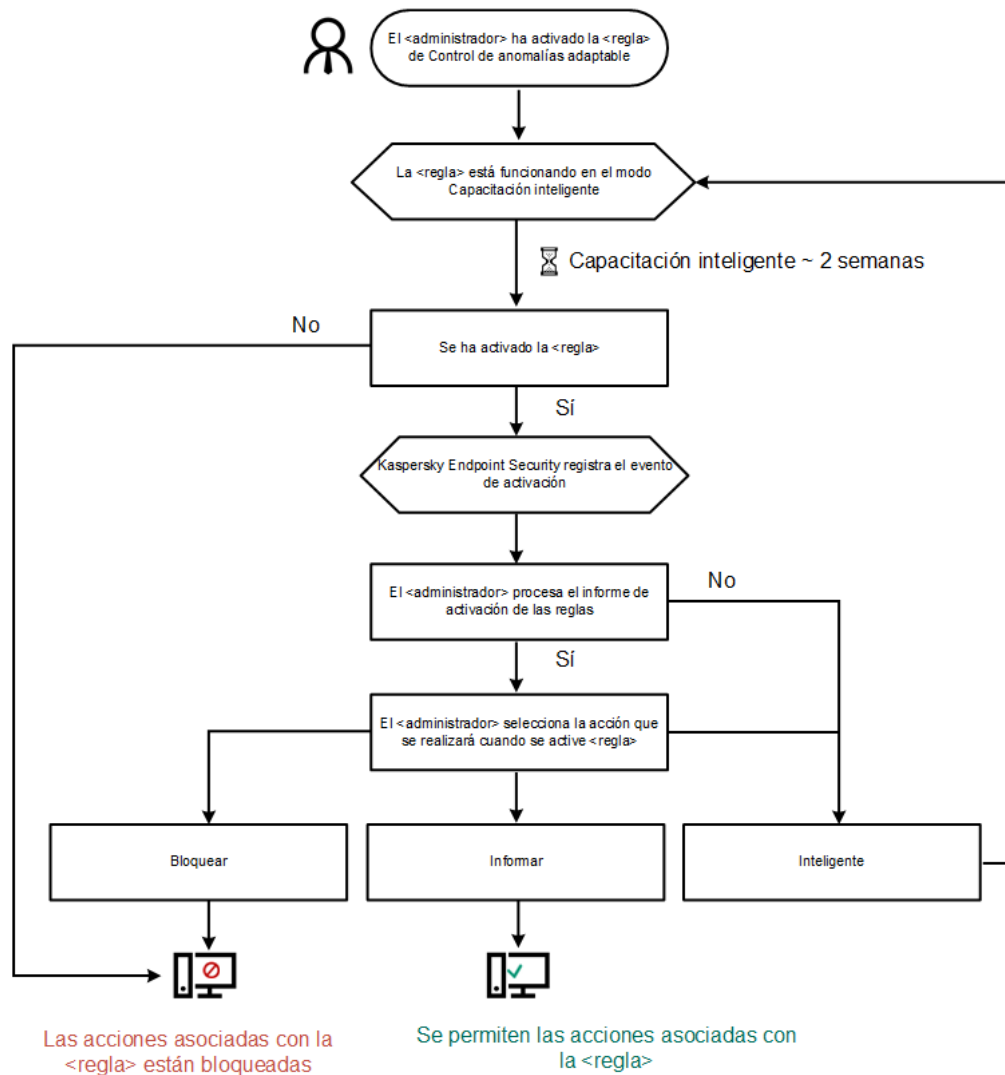 El <administrador> ha activado la <regla>
de Control de anomalías adaptable
La <regla> está funcionando en el modo
Capacitación inteligente
Capacitación inteligente ~ 2 semanas
No
Se ha activado la <regla>
Sí
Kaspersky Endpoint Security registra el evento
de activación
El <administrador> procesa el informe de
activación de las reglas
No
Sí
El <administrador> selecciona la acción que
se realizará cuando se active <regla>
Bloquear
Informar
Inteligente
Las acciones asociadas con la
<regla> están bloqueadas
Se permiten las acciones asociadas con
la <regla>